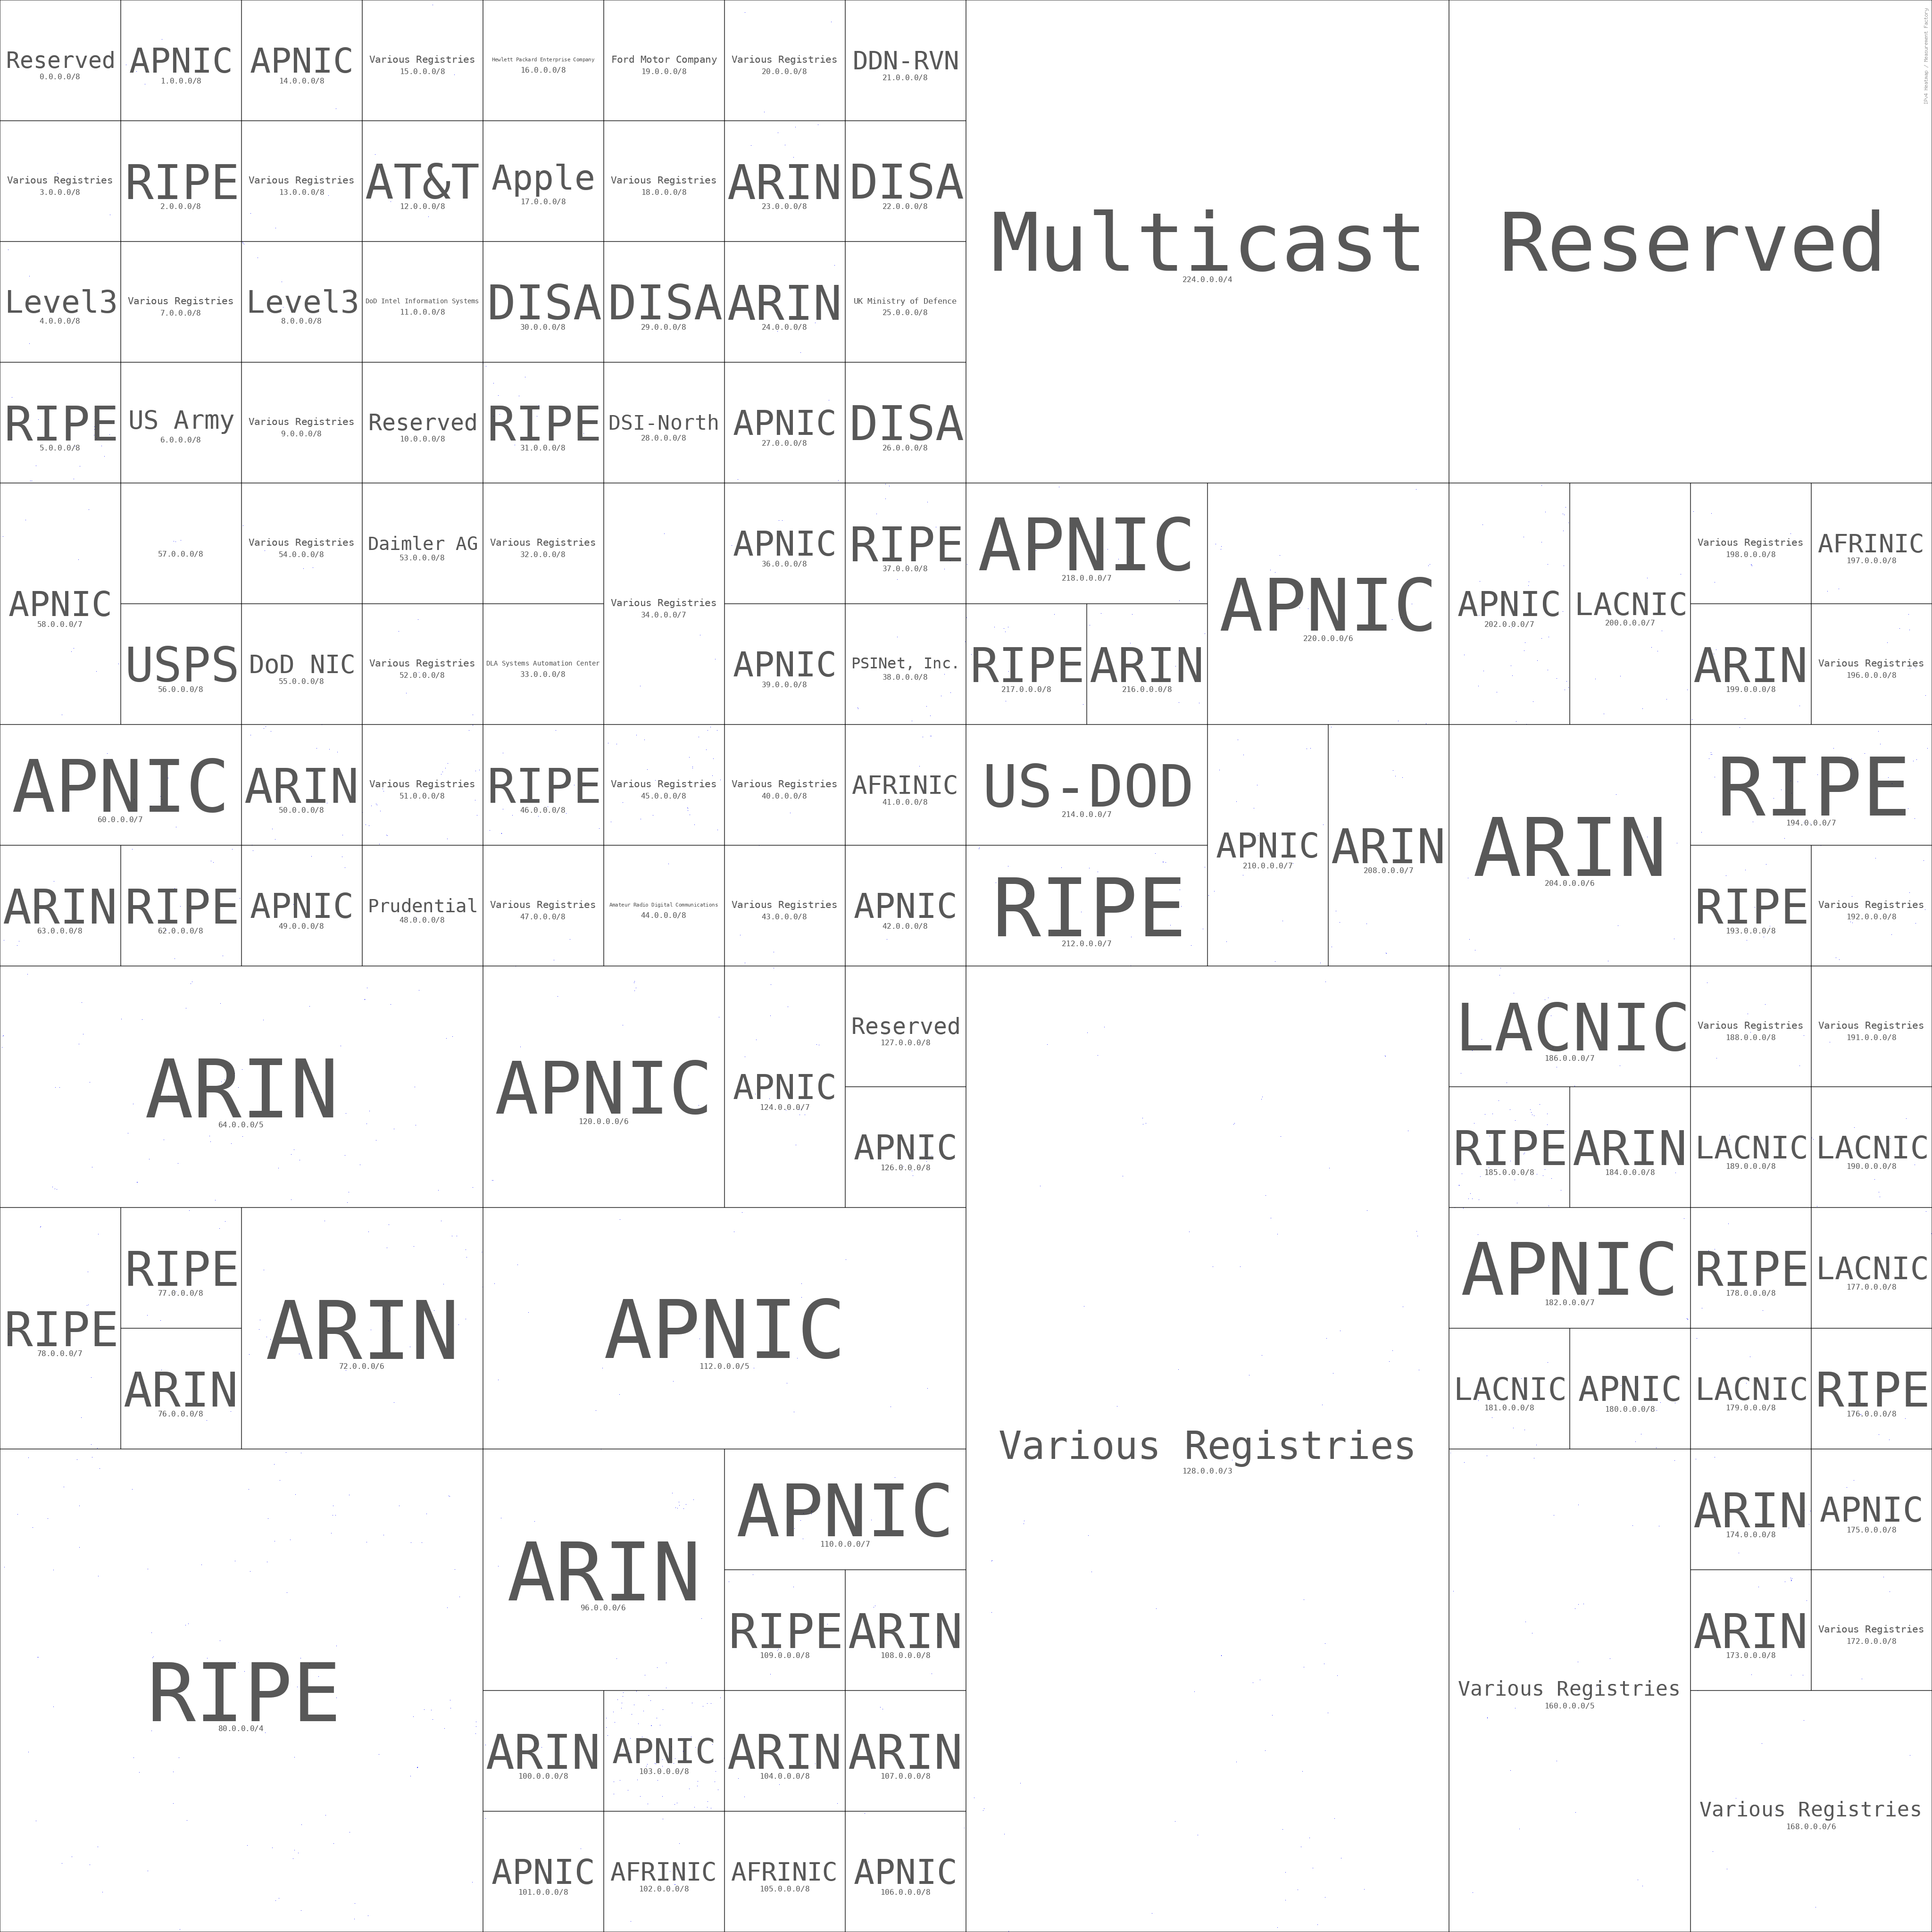 Reserved
0.0.0.0/8
APNIC
1.0.0.0/8
APNIC
14.0.0.0/8
Various Registries
15.0.0.0/8
Hewlett Packard Enterprise Company
16.0.0.0/8
Ford Motor Company
19.0.0.0/8
Various Registries
20.0.0.0/8
DDN-RVN
21.0.0.0/8
IPv4 Heatmap / Measurement Factory
Various Registries
3.0.0.0/8
RIPE
2.0.0.0/8
Various Registries
13.0.0.0/8
AT&T
12.0.0.0/8
Apple
17.0.0.0/8
Various Registries
18.0.0.0/8
ARIN
23.0.0.0/8
DISA
22.0.0.0/8
Multicast
224.0.0.0/4
Reserved
Level3
4.0.0.0/8
Various Registries
7.0.0.0/8
Level3
8.0.0.0/8
DoD Intel Information Systems
11.0.0.0/8
DISA
30.0.0.0/8
DISA
29.0.0.0/8
ARIN
24.0.0.0/8
UK Ministry of Defence
25.0.0.0/8
RIPE
5.0.0.0/8
US Army
6.0.0.0/8
Various Registries
9.0.0.0/8
Reserved
10.0.0.0/8
RIPE
31.0.0.0/8
DSI-North
28.0.0.0/8
APNIC
27.0.0.0/8
DISA
26.0.0.0/8
APNIC
58.0.0.0/7
57.0.0.0/8
Various Registries
54.0.0.0/8
Daimler AG
53.0.0.0/8
Various Registries
32.0.0.0/8
Various Registries
34.0.0.0/7
APNIC
36.0.0.0/8
RIPE
37.0.0.0/8
APNIC
218.0.0.0/7
APNIC
220.0.0.0/6
APNIC
202.0.0.0/7
LACNIC
200.0.0.0/7
Various Registries
198.0.0.0/8
AFRINIC
197.0.0.0/8
USPS
56.0.0.0/8
DoD NIC
55.0.0.0/8
Various Registries
52.0.0.0/8
DLA Systems Automation Center
33.0.0.0/8
APNIC
39.0.0.0/8
PSINet, Inc.
38.0.0.0/8
RIPE
217.0.0.0/8
ARIN
216.0.0.0/8
ARIN
199.0.0.0/8
Various Registries
196.0.0.0/8
APNIC
60.0.0.0/7
ARIN
50.0.0.0/8
Various Registries
51.0.0.0/8
RIPE
46.0.0.0/8
Various Registries
45.0.0.0/8
Various Registries
40.0.0.0/8
AFRINIC
41.0.0.0/8
US-DOD
214.0.0.0/7
APNIC
210.0.0.0/7
ARIN
208.0.0.0/7
ARIN
204.0.0.0/6
RIPE
194.0.0.0/7
ARIN
63.0.0.0/8
RIPE
62.0.0.0/8
APNIC
49.0.0.0/8
Prudential
48.0.0.0/8
Various Registries
47.0.0.0/8
Amateur Radio Digital Communications
44.0.0.0/8
Various Registries
43.0.0.0/8
APNIC
42.0.0.0/8
RIPE
212.0.0.0/7
RIPE
193.0.0.0/8
Various Registries
192.0.0.0/8
ARIN
64.0.0.0/5
APNIC
120.0.0.0/6
APNIC
124.0.0.0/7
Reserved
127.0.0.0/8
APNIC
126.0.0.0/8
LACNIC
186.0.0.0/7
Various Registries
188.0.0.0/8
Various Registries
191.0.0.0/8
RIPE
185.0.0.0/8
ARIN
184.0.0.0/8
LACNIC
189.0.0.0/8
LACNIC
190.0.0.0/8
RIPE
78.0.0.0/7
RIPE
77.0.0.0/8
ARIN
76.0.0.0/8
ARIN
72.0.0.0/6
APNIC
112.0.0.0/5
APNIC
182.0.0.0/7
RIPE
178.0.0.0/8
LACNIC
177.0.0.0/8
LACNIC
181.0.0.0/8
APNIC
180.0.0.0/8
LACNIC
179.0.0.0/8
RIPE
176.0.0.0/8
Various Registries
128.0.0.0/3
RIPE
80.0.0.0/4
ARIN
96.0.0.0/6
APNIC
110.0.0.0/7
RIPE
109.0.0.0/8
ARIN
108.0.0.0/8
Various Registries
160.0.0.0/5
ARIN
174.0.0.0/8
APNIC
175.0.0.0/8
ARIN
173.0.0.0/8
Various Registries
172.0.0.0/8
ARIN
100.0.0.0/8
APNIC
103.0.0.0/8
ARIN
104.0.0.0/8
ARIN
107.0.0.0/8
Various Registries
168.0.0.0/6
APNIC
101.0.0.0/8
AFRINIC
102.0.0.0/8
AFRINIC
105.0.0.0/8
APNIC
106.0.0.0/8